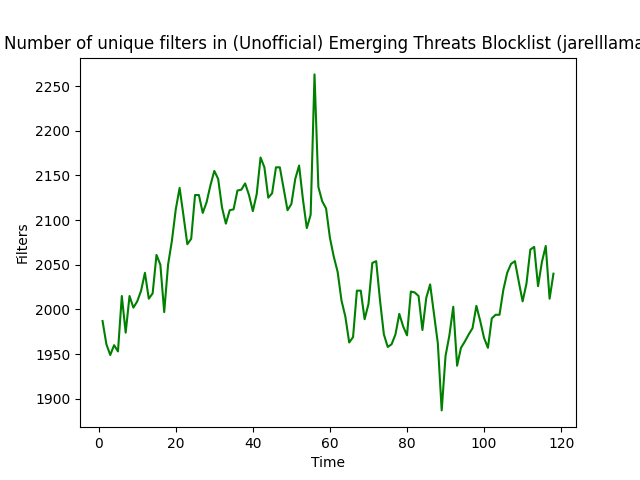 Number of unique filters in (Unofficial) Emerging Threats Blocklist (jarelllama
2250
2200
2150
2100
2050
2000
1950
1900
Filters
0 20 40 60 80 100 120
Time